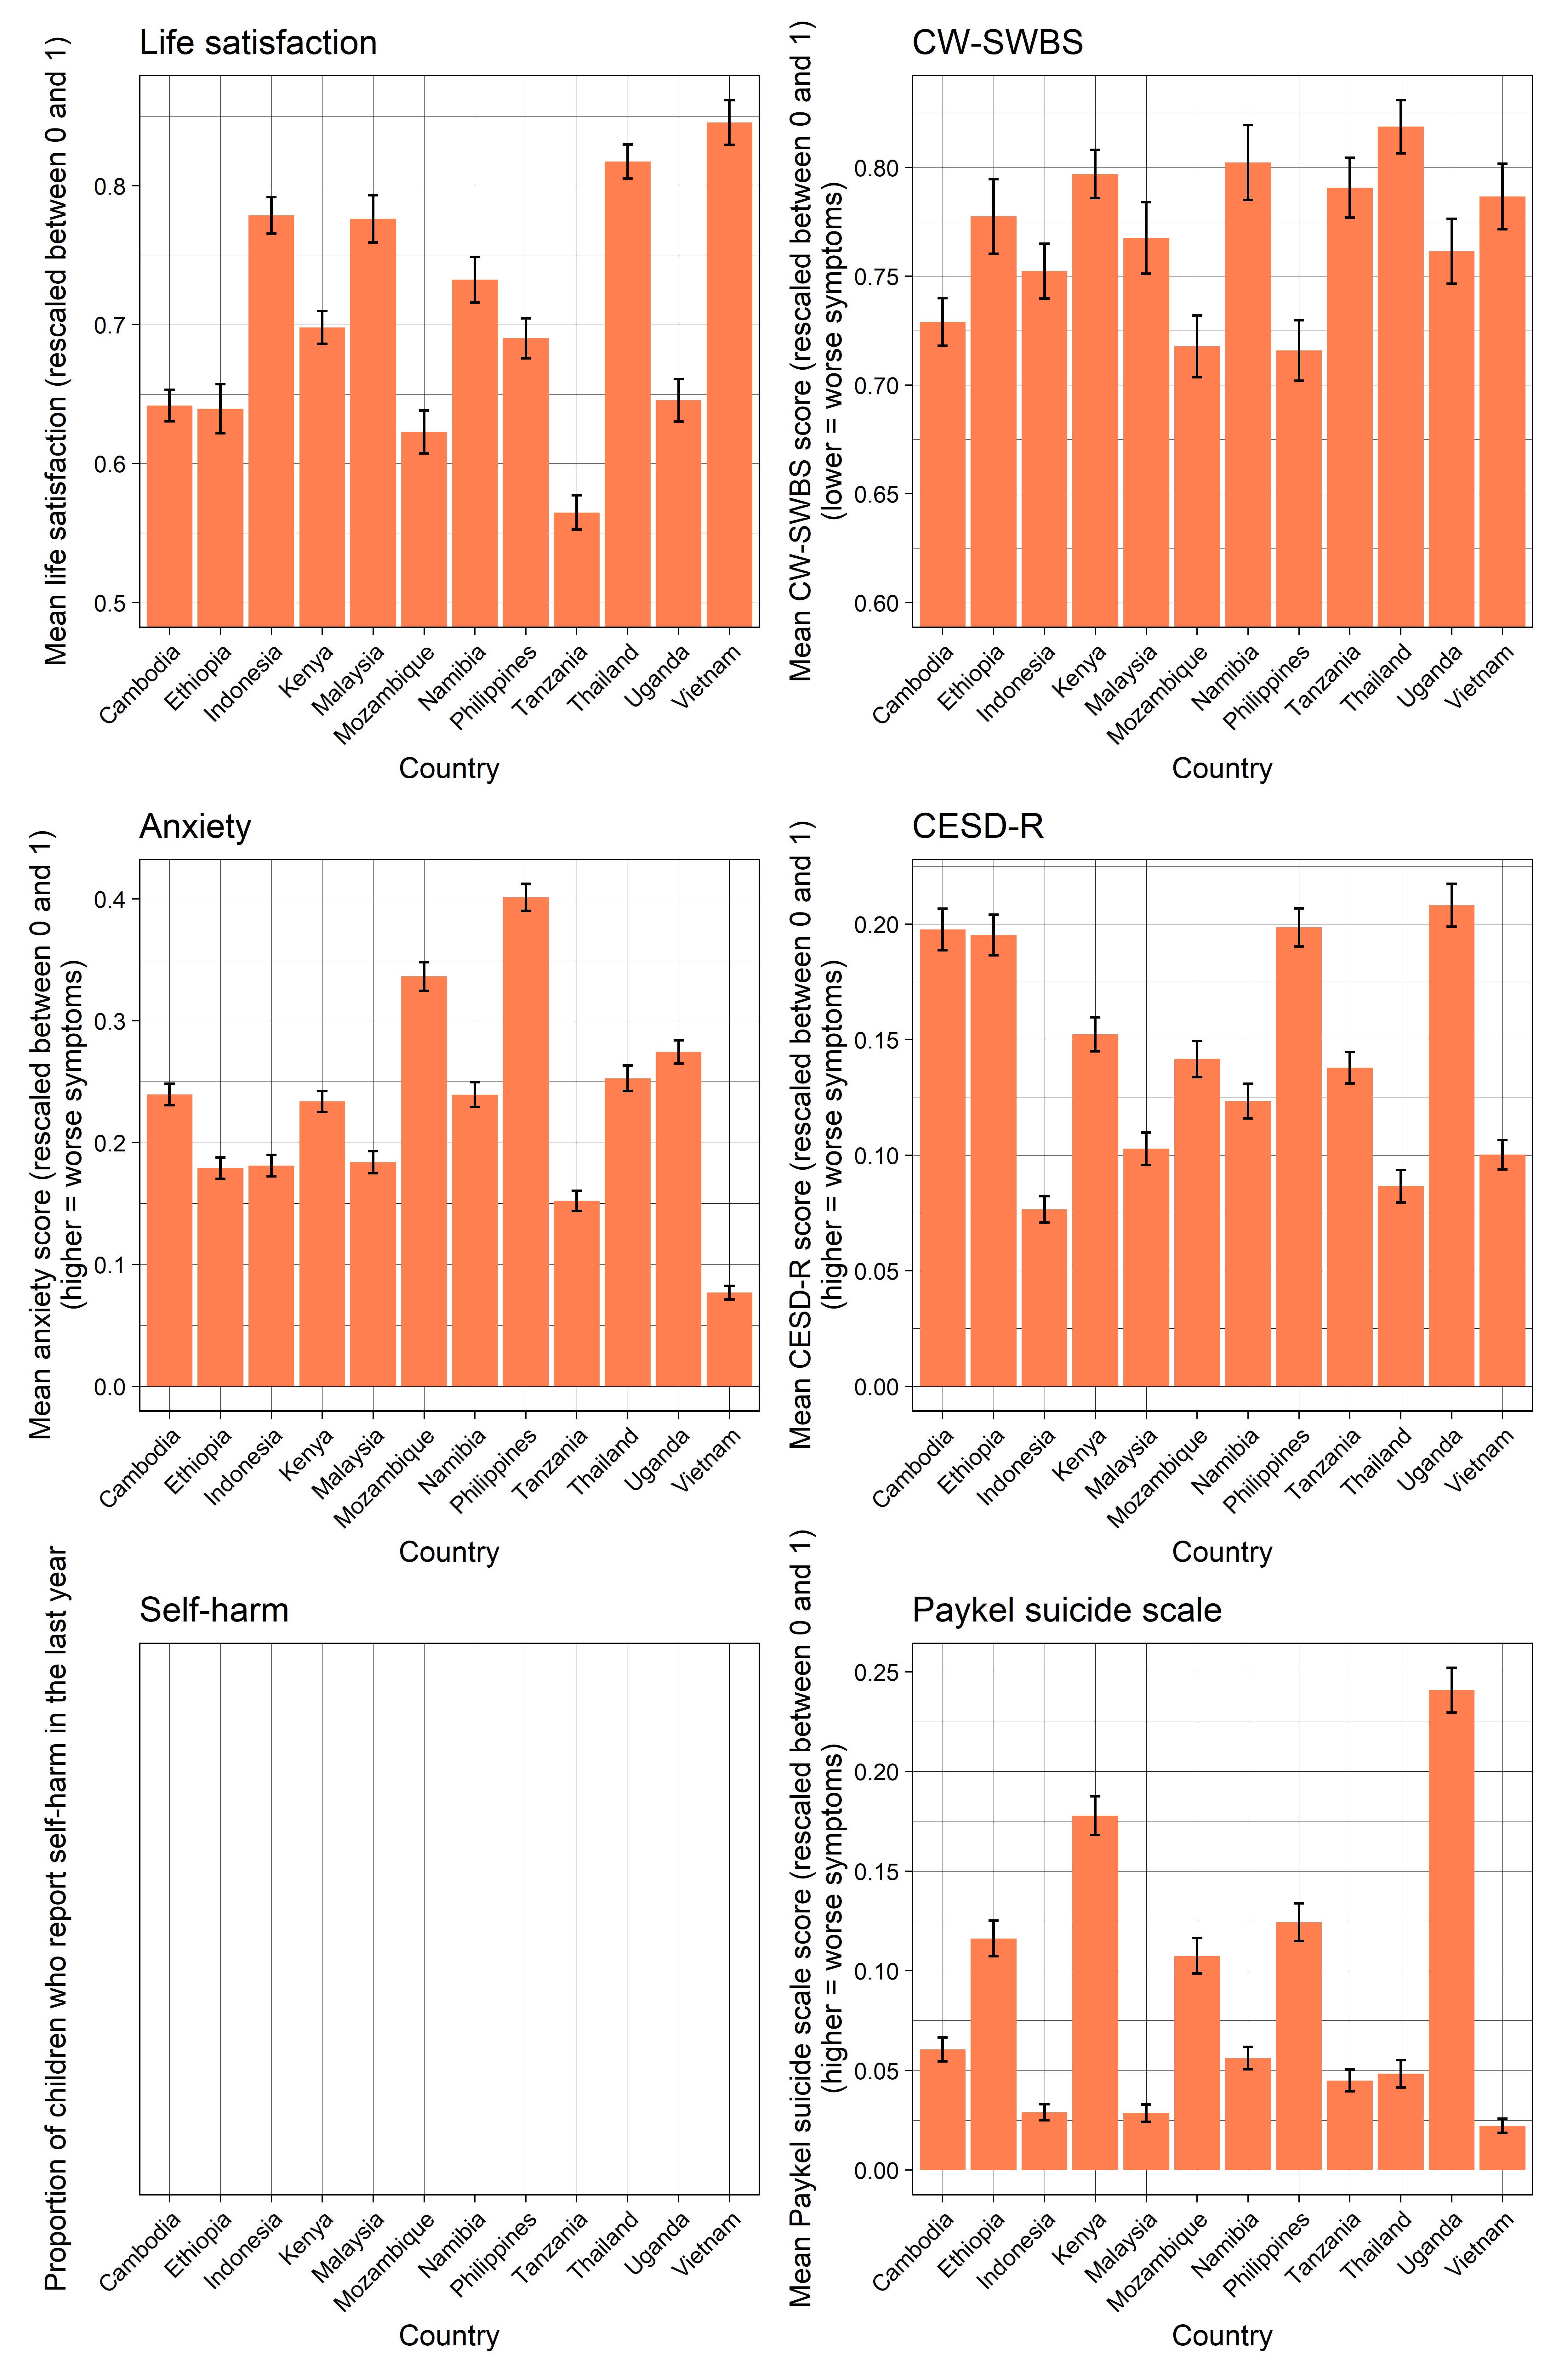 Life satisfaction
Mean life satisfaction (rescaled between 0 and 1)
0.8
0.7
0.6
0.5
Cambodia
Ethiopia
Indonesia
Kenya
Malaysia
Mozambique
Namibia
Philippines
Tanzania
Thailand
Uganda
Vietnam
Country
CW-SWBS
Mean CW-SWBS score (rescaled between 0 and 1)
(lower = worse symptoms)
0.80
0.75
0.70
0.65
0.60
Cambodia
Ethiopia
Indonesia
Kenya
Malaysia
Mozambique
Namibia
Philippines
Tanzania
Thailand
Uganda
Vietnam
Country
Anxiety
Mean anxiety score (rescaled between 0 and 1)
(higher = worse symptoms)
0.4
0.3
0.2
0.1
0.0
Cambodia
Ethiopia
Indonesia
Kenya
Malaysia
Mozambique
Namibia
Philippines
Tanzania
Thailand
Uganda
Vietnam
Country
CESD-R
Mean CESD-R score (rescaled between 0 and 1)
(higher = worse symptoms)
0.20
0.15
0.10
0.05
0.00
Cambodia
Ethiopia
Indonesia
Kenya
Malaysia
Mozambique
Namibia
Philippines
Tanzania
Thailand
Uganda
Vietnam
Country
Self-harm
Proportion of children who report self-harm in the last year
Cambodia
Ethiopia
Indonesia
Kenya
Malaysia
Mozambique
Namibia
Philippines
Tanzania
Thailand
Uganda
Vietnam
Country
Paykel suicide scale
Mean Paykel suicide scale score (rescaled between 0 and 1)
(higher = worse symptoms)
0.25
0.20
0.15
0.10
0.05
0.00
Cambodia
Ethiopia
Indonesia
Kenya
Malaysia
Mozambique
Namibia
Philippines
Tanzania
Thailand
Uganda
Vietnam
Country